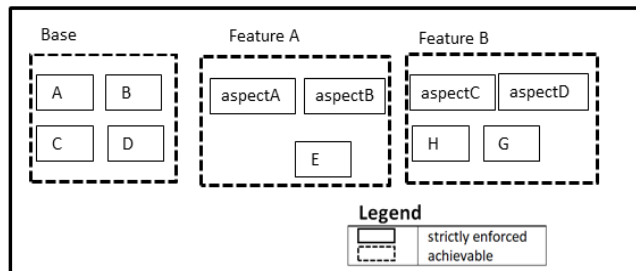 Base
Feature A
Feature B
A
B
aspectA
aspectB
aspectC
aspectD
C
D
E
H
G
Legend
strictly enforced
achievable